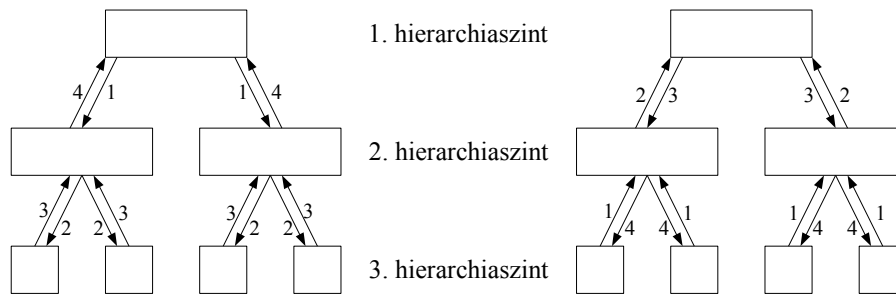 1. hierarchiaszint
4 1 1 4 2 3 3 2
2. hierarchiaszint
3 2 2 3 3 2 2 3 1 4 4 1 1 4 4 1
3. hierarchiaszint